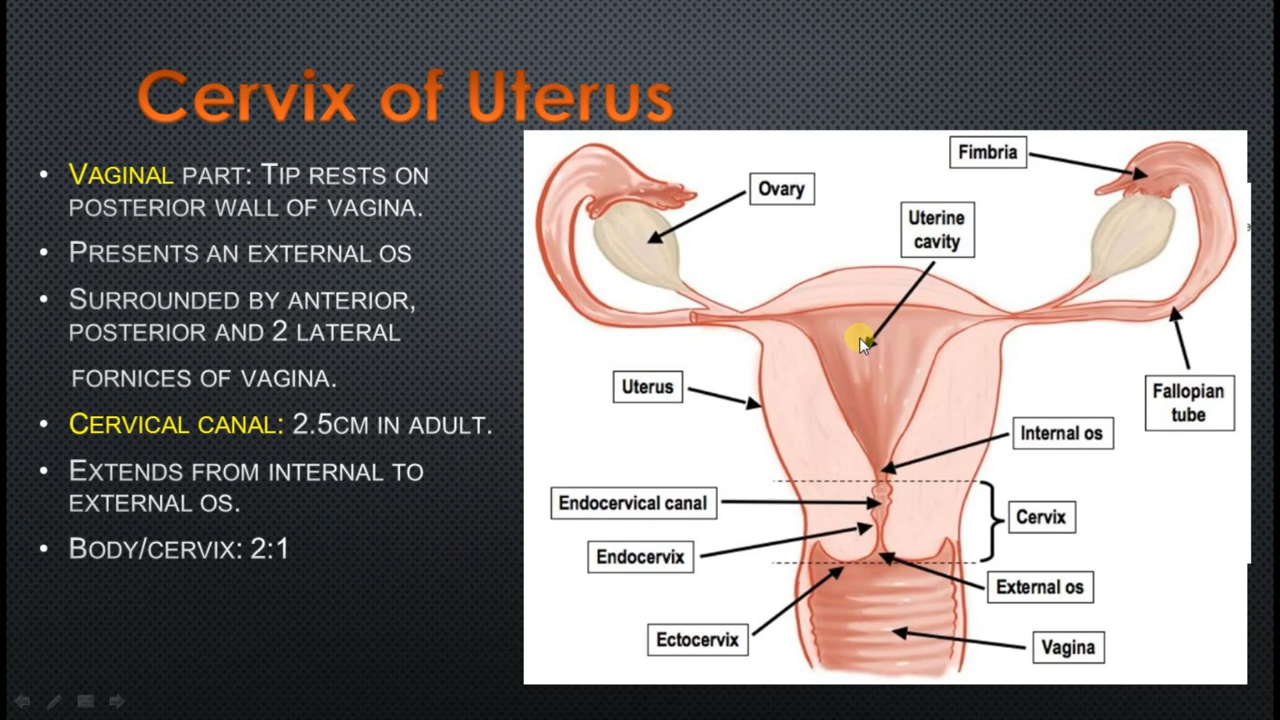 Cervix of Uterus
• VAGINAL PART: TIP RESTS ON
POSTERIOR WALL OF VAGINA.
• PRESENTS AN EXTERNAL OS
• SURROUNDED BY ANTERIOR,
POSTERIOR AND 2 LATERAL
FORNICES OF VAGINA.
• CERVICAL CANAL: 2.5CM IN ADULT.
• EXTENDS FROM INTERNAL TO
EXTERNAL OS.
• BODY/CERVIX: 2:1
Fimbria
Ovary
Uterine
cavity
Uterus
Fallopian
tube
Internal os
Endocervical canal
Cervix
Endocervix
External os
Ectocervix
Vagina